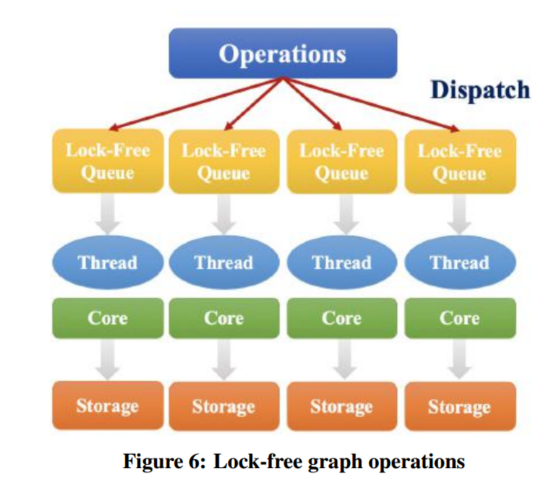 Operations
Dispatch
Lock-Free Lock-Free Lock-Free Lock-Free
Queue Queue Queue Queue
Thread Thread Thread Thread
Core Core Core Core
Storage Storage Storage Storage
Figure 6: Lock-free graph operations